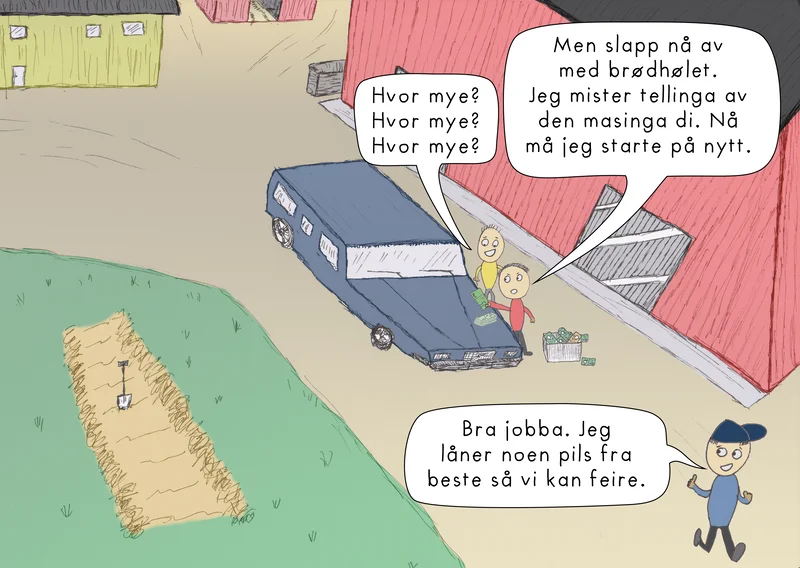 Hvor mye?
Hvor mye?
Hvor mye?
Men slapp nå av
med brødhølet.
Jeg mister tellinga av
den masinga di. Nå
må jeg starte på nytt.
Bra jobba. Jeg
låner noen pils fra
beste så vi kan feire.